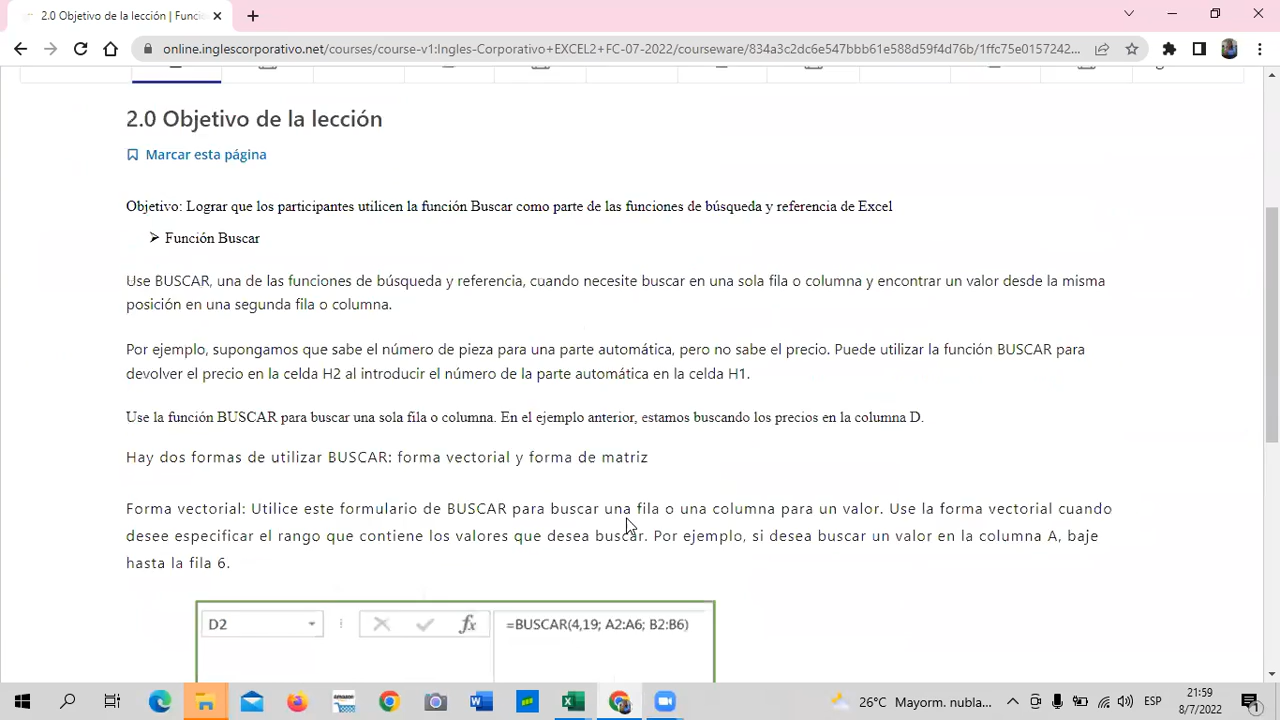 2.0 Objetivo de la lección | Funci
online.inglescorporativo.net/courses/course-v1:Ingles-Corporativo+EXCEL2+FC-07-2022/courseware/834a3c2dc6e547bbb61e588d59f4d76b/1ffc75e0157242...
2.0 Objetivo de la lección
Marcar esta página
Objetivo: Lograr que los participantes utilicen la función Buscar como parte de las funciones de búsqueda y referencia de Excel
➢ Función Buscar
Use BUSCAR, una de las funciones de búsqueda y referencia, cuando necesite buscar en una sola fila o columna y encontrar un valor desde la misma
posición en una segunda fila o columna.
Por ejemplo, supongamos que sabe el número de pieza para una parte automática, pero no sabe el precio. Puede utilizar la función BUSCAR para
devolver el precio en la celda H2 al introducir el número de la parte automática en la celda H1.
Use la función BUSCAR para buscar una sola fila o columna. En el ejemplo anterior, estamos buscando los precios en la columna D.
Hay dos formas de utilizar BUSCAR: forma vectorial y forma de matriz
Forma vectorial: Utilice este formulario de BUSCAR para buscar una fila o una columna para un valor. Use la forma vectorial cuando
desee especificar el rango que contiene los valores que desea buscar. Por ejemplo, si desea buscar un valor en la columna A, baje
hasta la fila 6.
D2 fx =BUSCAR(4,19; A2:A6; B2:B6)
26°C Mayorm. nubla... ESP 21:59
8/7/2022